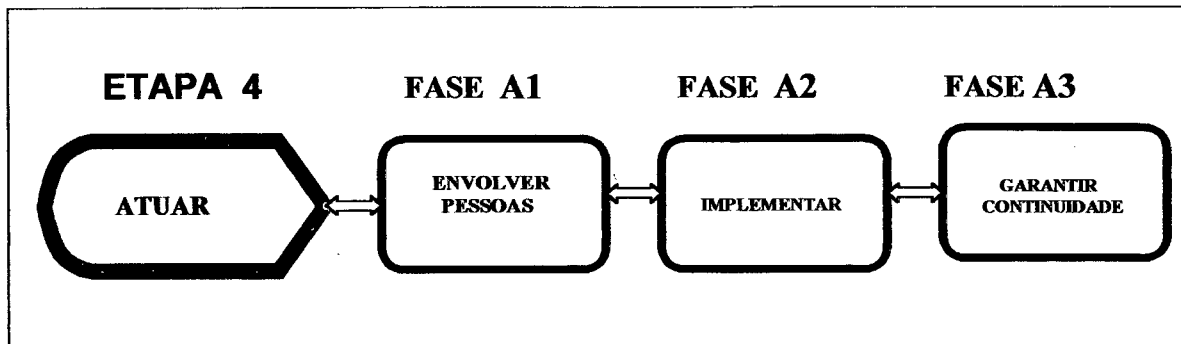 ETAPA 4
FASE A1
FASE A2
FASE A3
ATUAR
ENVOLVER
PESSOAS
IMPLEMENTAR
GARANTIR
CONTINUIDADE